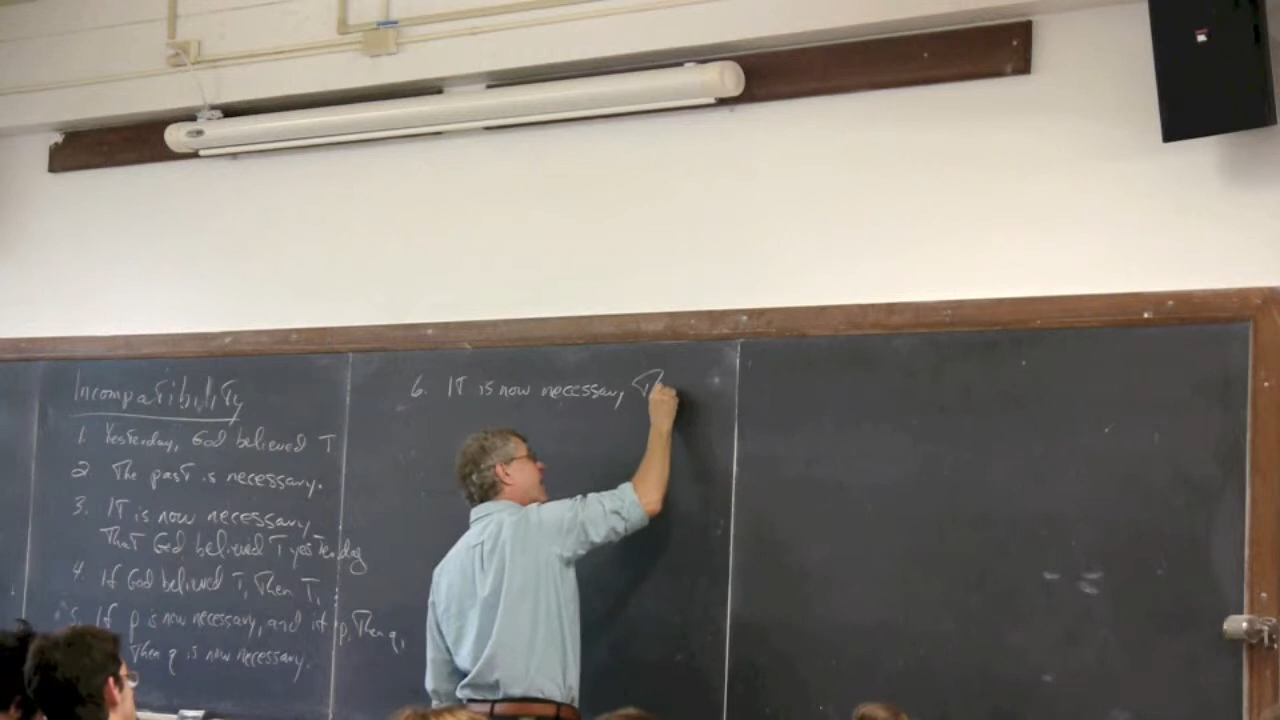 Incompatibility
1. Yesterday, God believed T
2 The past is necessary.
3. It is now necessary
That God believed T yesterday
4. If God believed T, Then T.
5. If p is now necessary, and if p, Then q,
Then q is now necessary.
6. It is now necessary